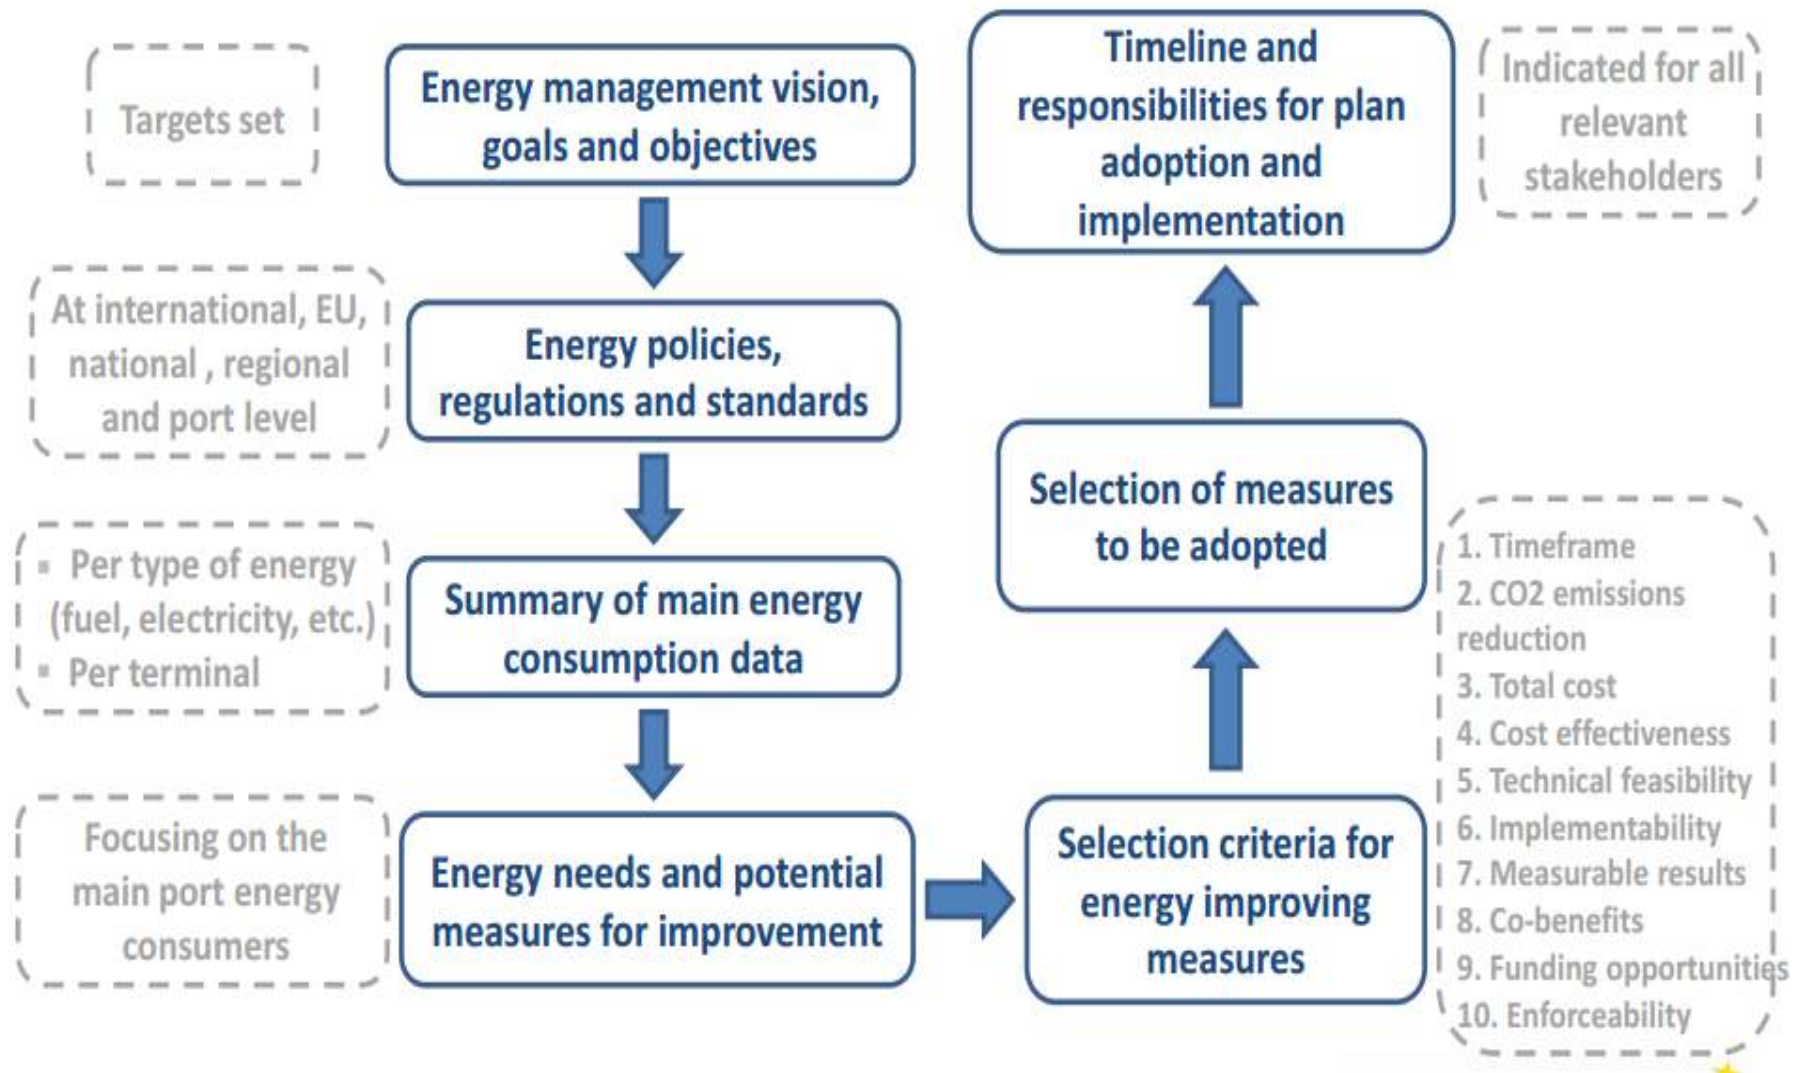 Targets set
Energy management vision,
goals and objectives
At international, EU,
national , regional
and port level
Energy policies,
regulations and standards
▪ Per type of energy
(fuel, electricity, etc.)
▪ Per terminal
Summary of main energy
consumption data
Focusing on the
main port energy
consumers
Energy needs and potential
measures for improvement
Selection criteria for
energy improving
measures
1. Timeframe
2. CO2 emissions
reduction
3. Total cost
4. Cost effectiveness
5. Technical feasibility
6. Implementability
7. Measurable results
8. Co-benefits
9. Funding opportunities
10. Enforceability
Selection of measures
to be adopted
Timeline and
responsibilities for plan
adoption and
implementation
Indicated for all
relevant
stakeholders